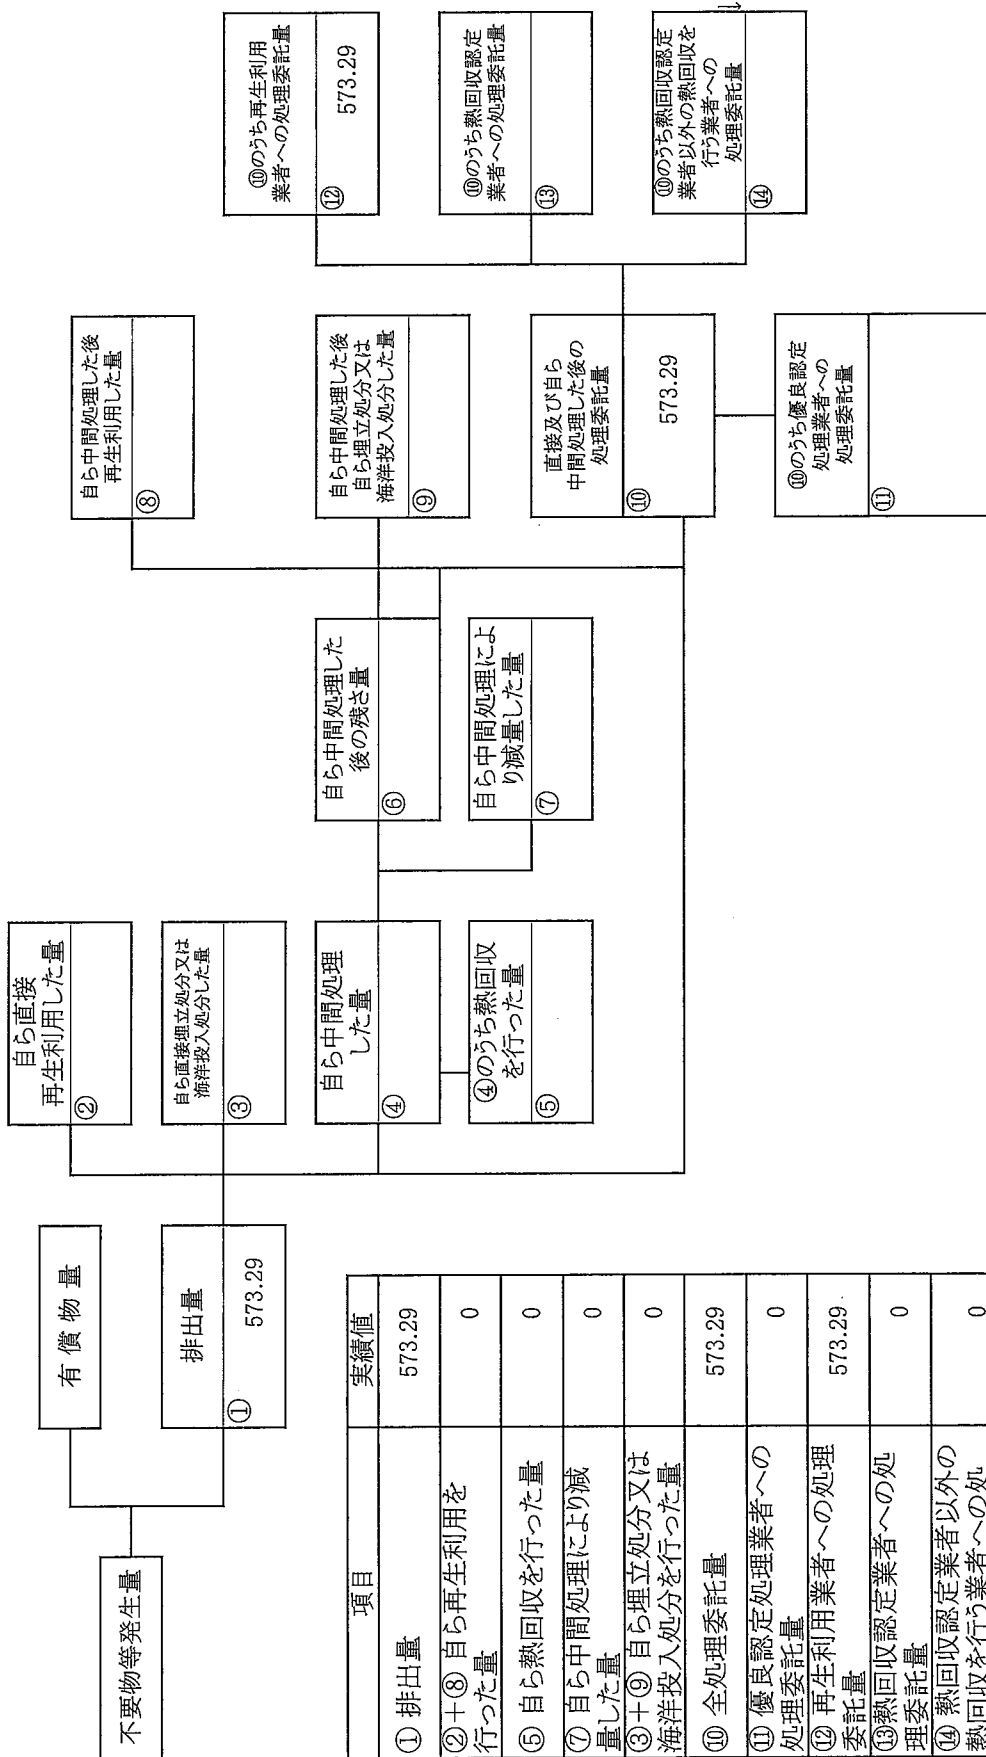 不要物等発生量
有償物量
排出量
①
573.29
自ら直接
再生利用した量
②
自ら直接埋立処分又は
海洋投入処分した量
③
自ら中間処理
した量
④
④のうち熱回収
を行った量
⑤
自ら中間処理した
後の残さ量
⑥
自ら中間処理によ
り減量した量
⑦
自ら中間処理した後
再生利用した量
⑧
自ら中間処理した後
自ら埋立処分又は
海洋投入処分した量
⑨
直接及び自ら
中間処理した後の
処理委託量
⑩
573.29
⑩のうち優良認定
処理業者への
処理委託量
⑪
⑩のうち再生利用
業者への処理委託量
⑫
573.29
⑩のうち熱回収認定
業者への処理委託量
⑬
⑩のうち熱回収認定
業者以外の熱回収を
行う業者への
処理委託量
⑭
項目 実績値
① 排出量 573.29
②+⑧ 自ら再生利用を
行った量 0
⑤ 自ら熱回収を行った量 0
⑦ 自ら中間処理により減
量した量 0
③+⑨ 自ら埋立処分又は
海洋投入処分を行った量 0
⑩ 全処理委託量 573.29
⑪ 優良認定処理業者への
処理委託量 0
⑫ 再生利用業者への処理
委託量 573.29
⑬熱回収認定業者への処
理委託量 0
⑭ 熱回収認定業者以外の
熱回収を行う業者への処 0